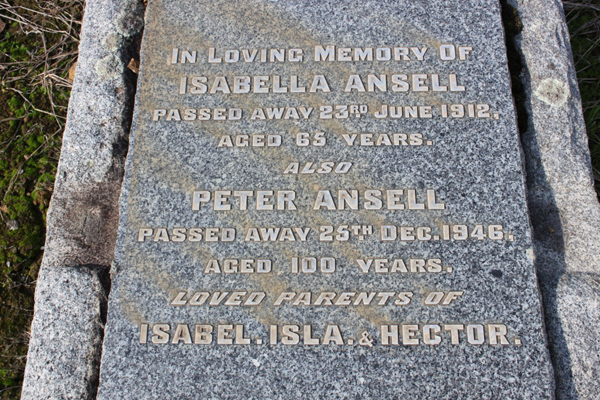 IN LOVING MEMORY OF
ISABELLA ANSELL
PASSED AWAY 23RD JUNE 1912.
AGED 65 YEARS.
ALSO
PETER ANSELL
PASSED AWAY 25TH. DEC. 1946.
AGED 100 YEARS.
LOVED PARENTS OF
ISABEL. ISLA. & HECTOR.